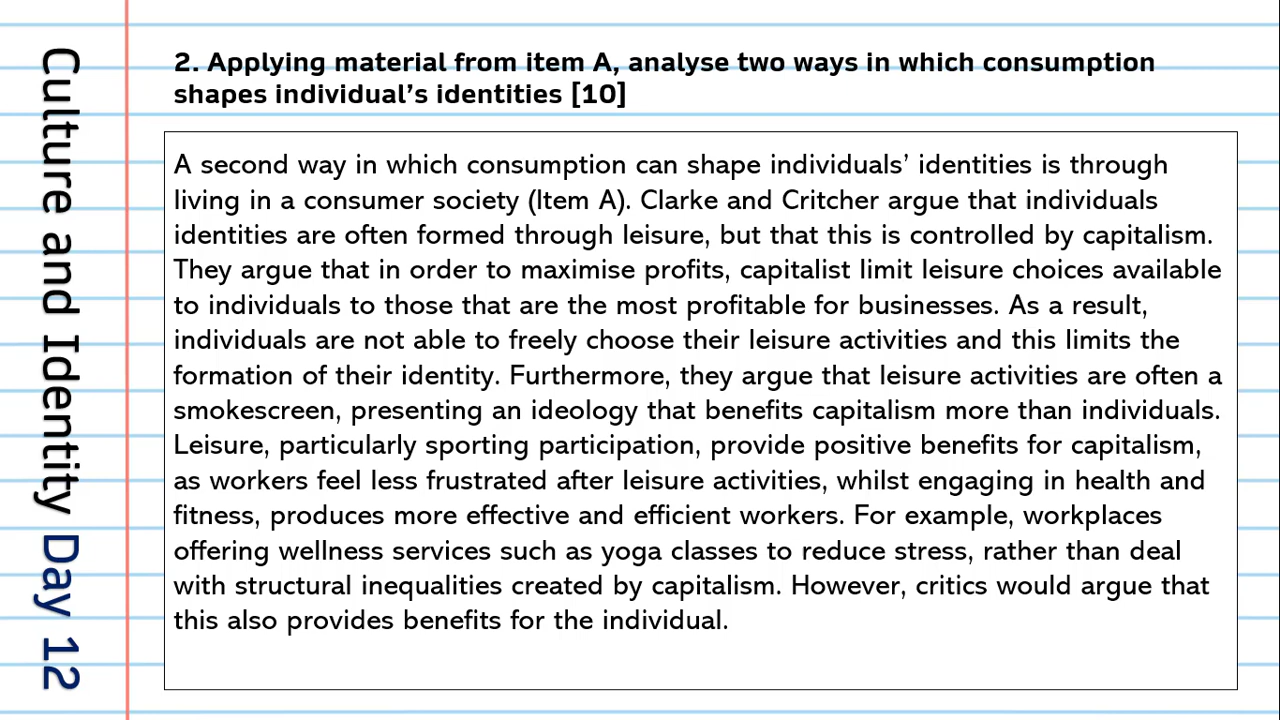 Culture and Identity Day 12
2. Applying material from item A, analyse two ways in which consumption
shapes individual's identities [10]
A second way in which consumption can shape individuals' identities is through
living in a consumer society (Item A). Clarke and Critcher argue that individuals
identities are often formed through leisure, but that this is controlled by capitalism.
They argue that in order to maximise profits, capitalist limit leisure choices available
to individuals to those that are the most profitable for businesses. As a result,
individuals are not able to freely choose their leisure activities and this limits the
formation of their identity. Furthermore, they argue that leisure activities are often a
smokescreen, presenting an ideology that benefits capitalism more than individuals.
Leisure, particularly sporting participation, provide positive benefits for capitalism,
as workers feel less frustrated after leisure activities, whilst engaging in health and
fitness, produces more effective and efficient workers. For example, workplaces
offering wellness services such as yoga classes to reduce stress, rather than deal
with structural inequalities created by capitalism. However, critics would argue that
this also provides benefits for the individual.